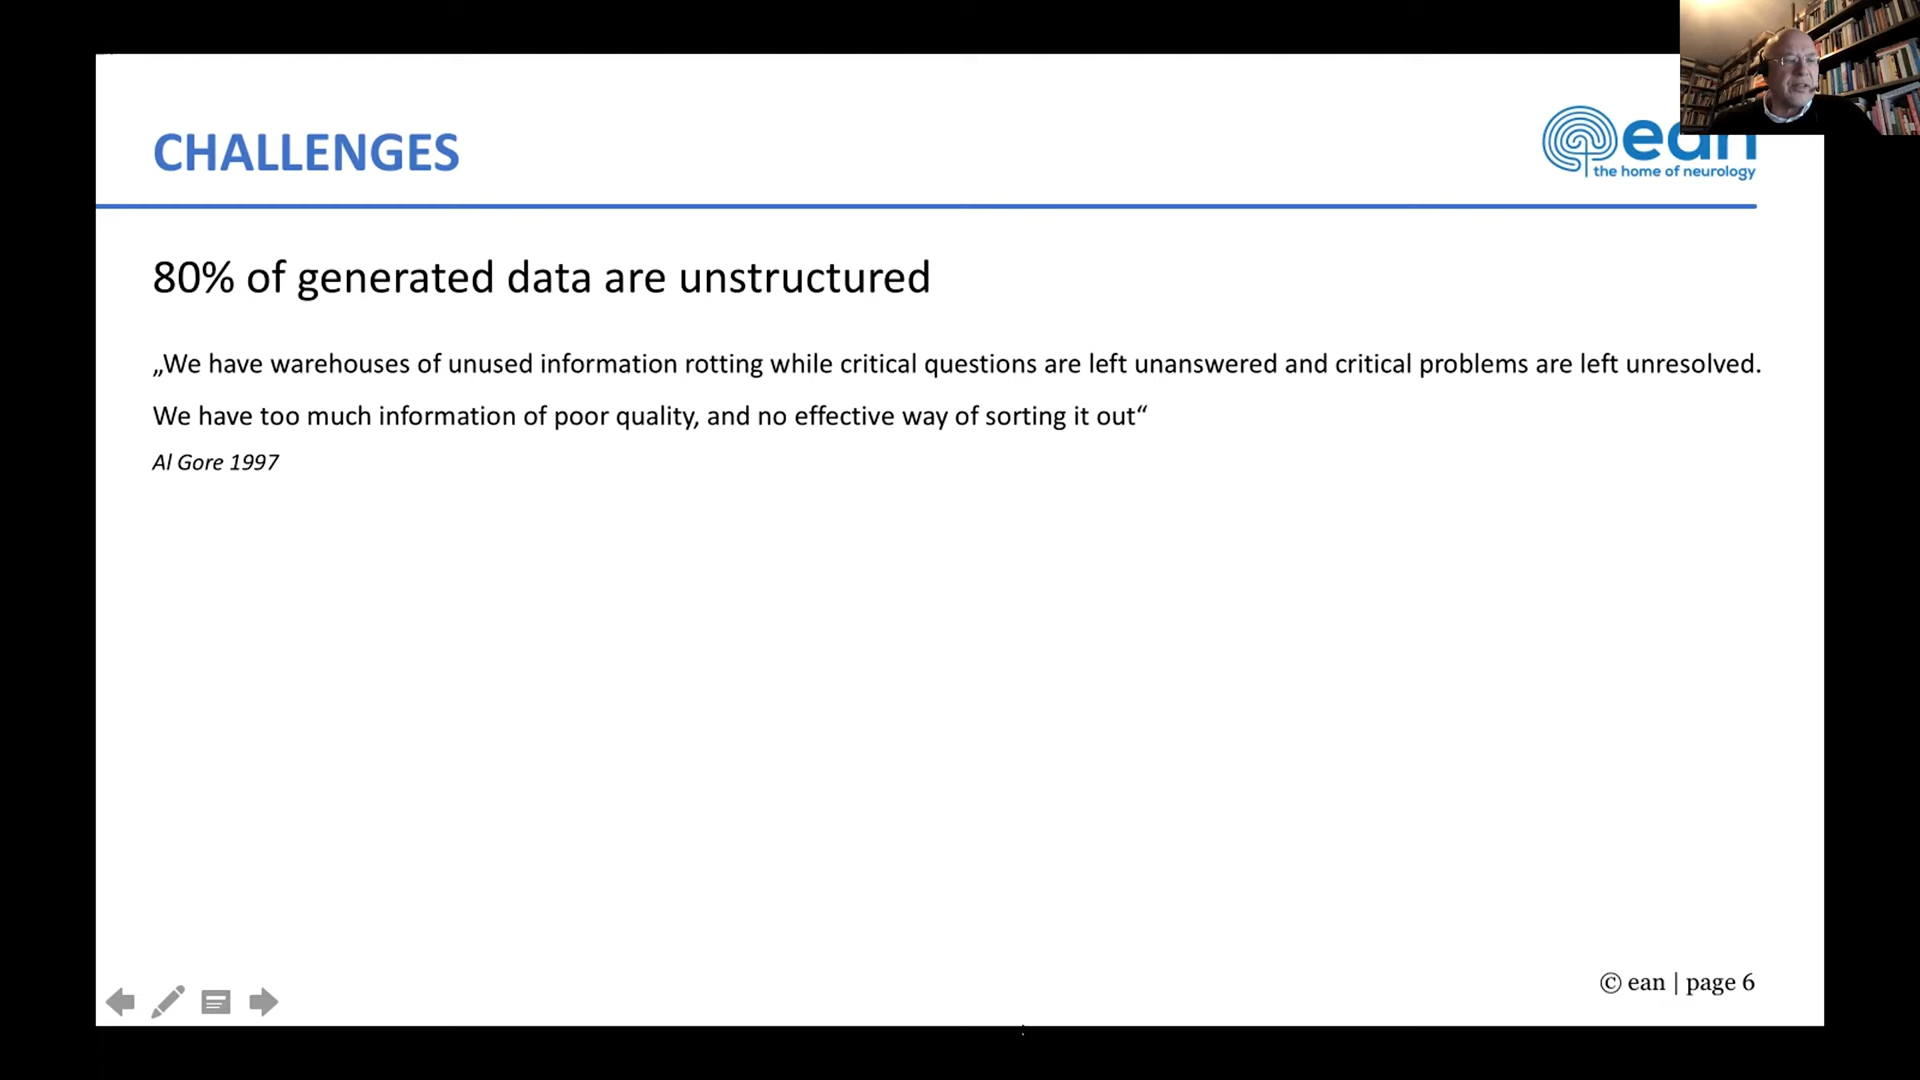 CHALLENGES
ean
the home of neurology
80% of generated data are unstructured
„We have warehouses of unused information rotting while critical questions are left unanswered and critical problems are left unresolved.
We have too much information of poor quality, and no effective way of sorting it out“
Al Gore 1997
© ean | page 6